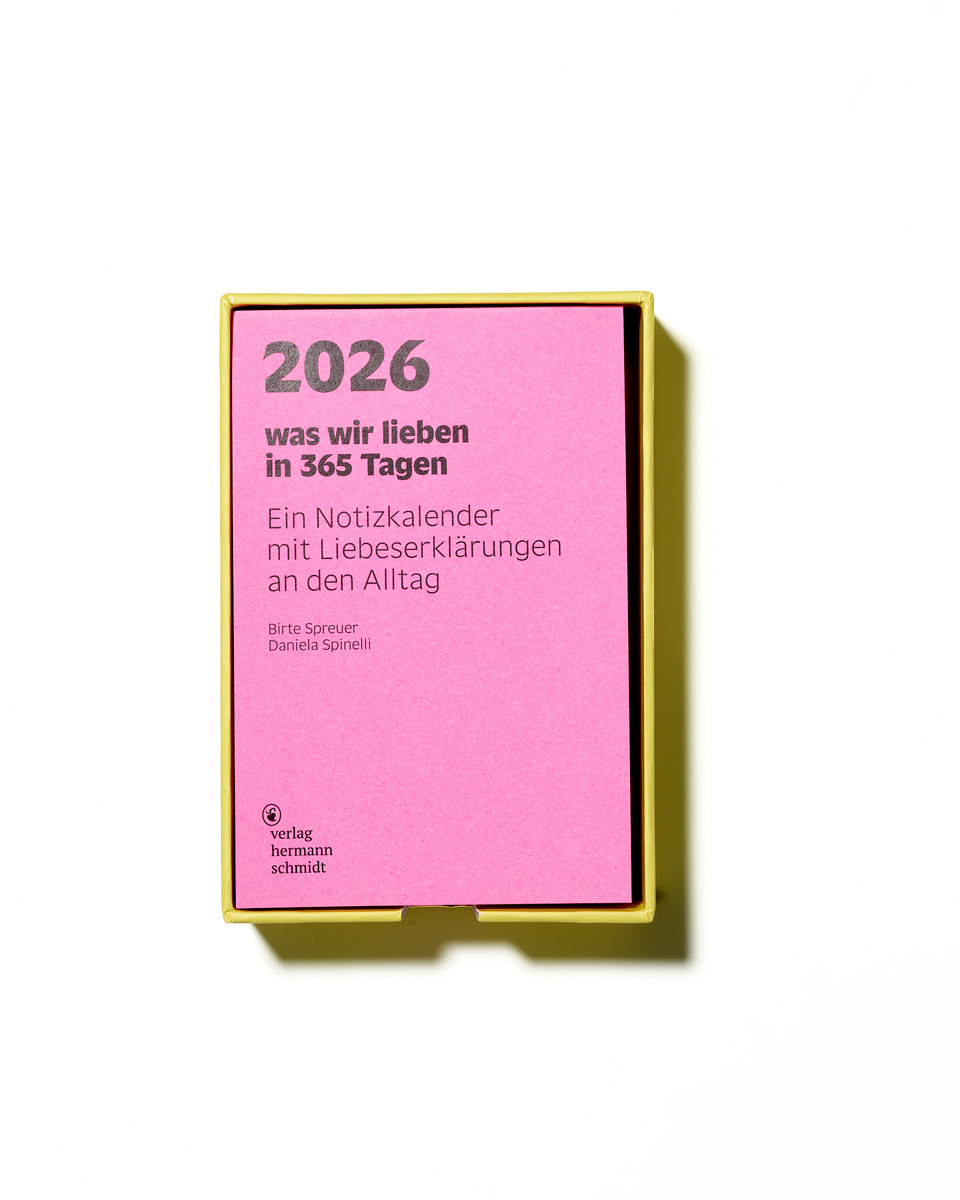 2026
was wir lieben
in 365 Tagen
Ein Notizkalender
mit Liebeserklärungen
an den Alltag
Birte Spreuer
Daniela Spinelli
verlag
hermann
schmidt